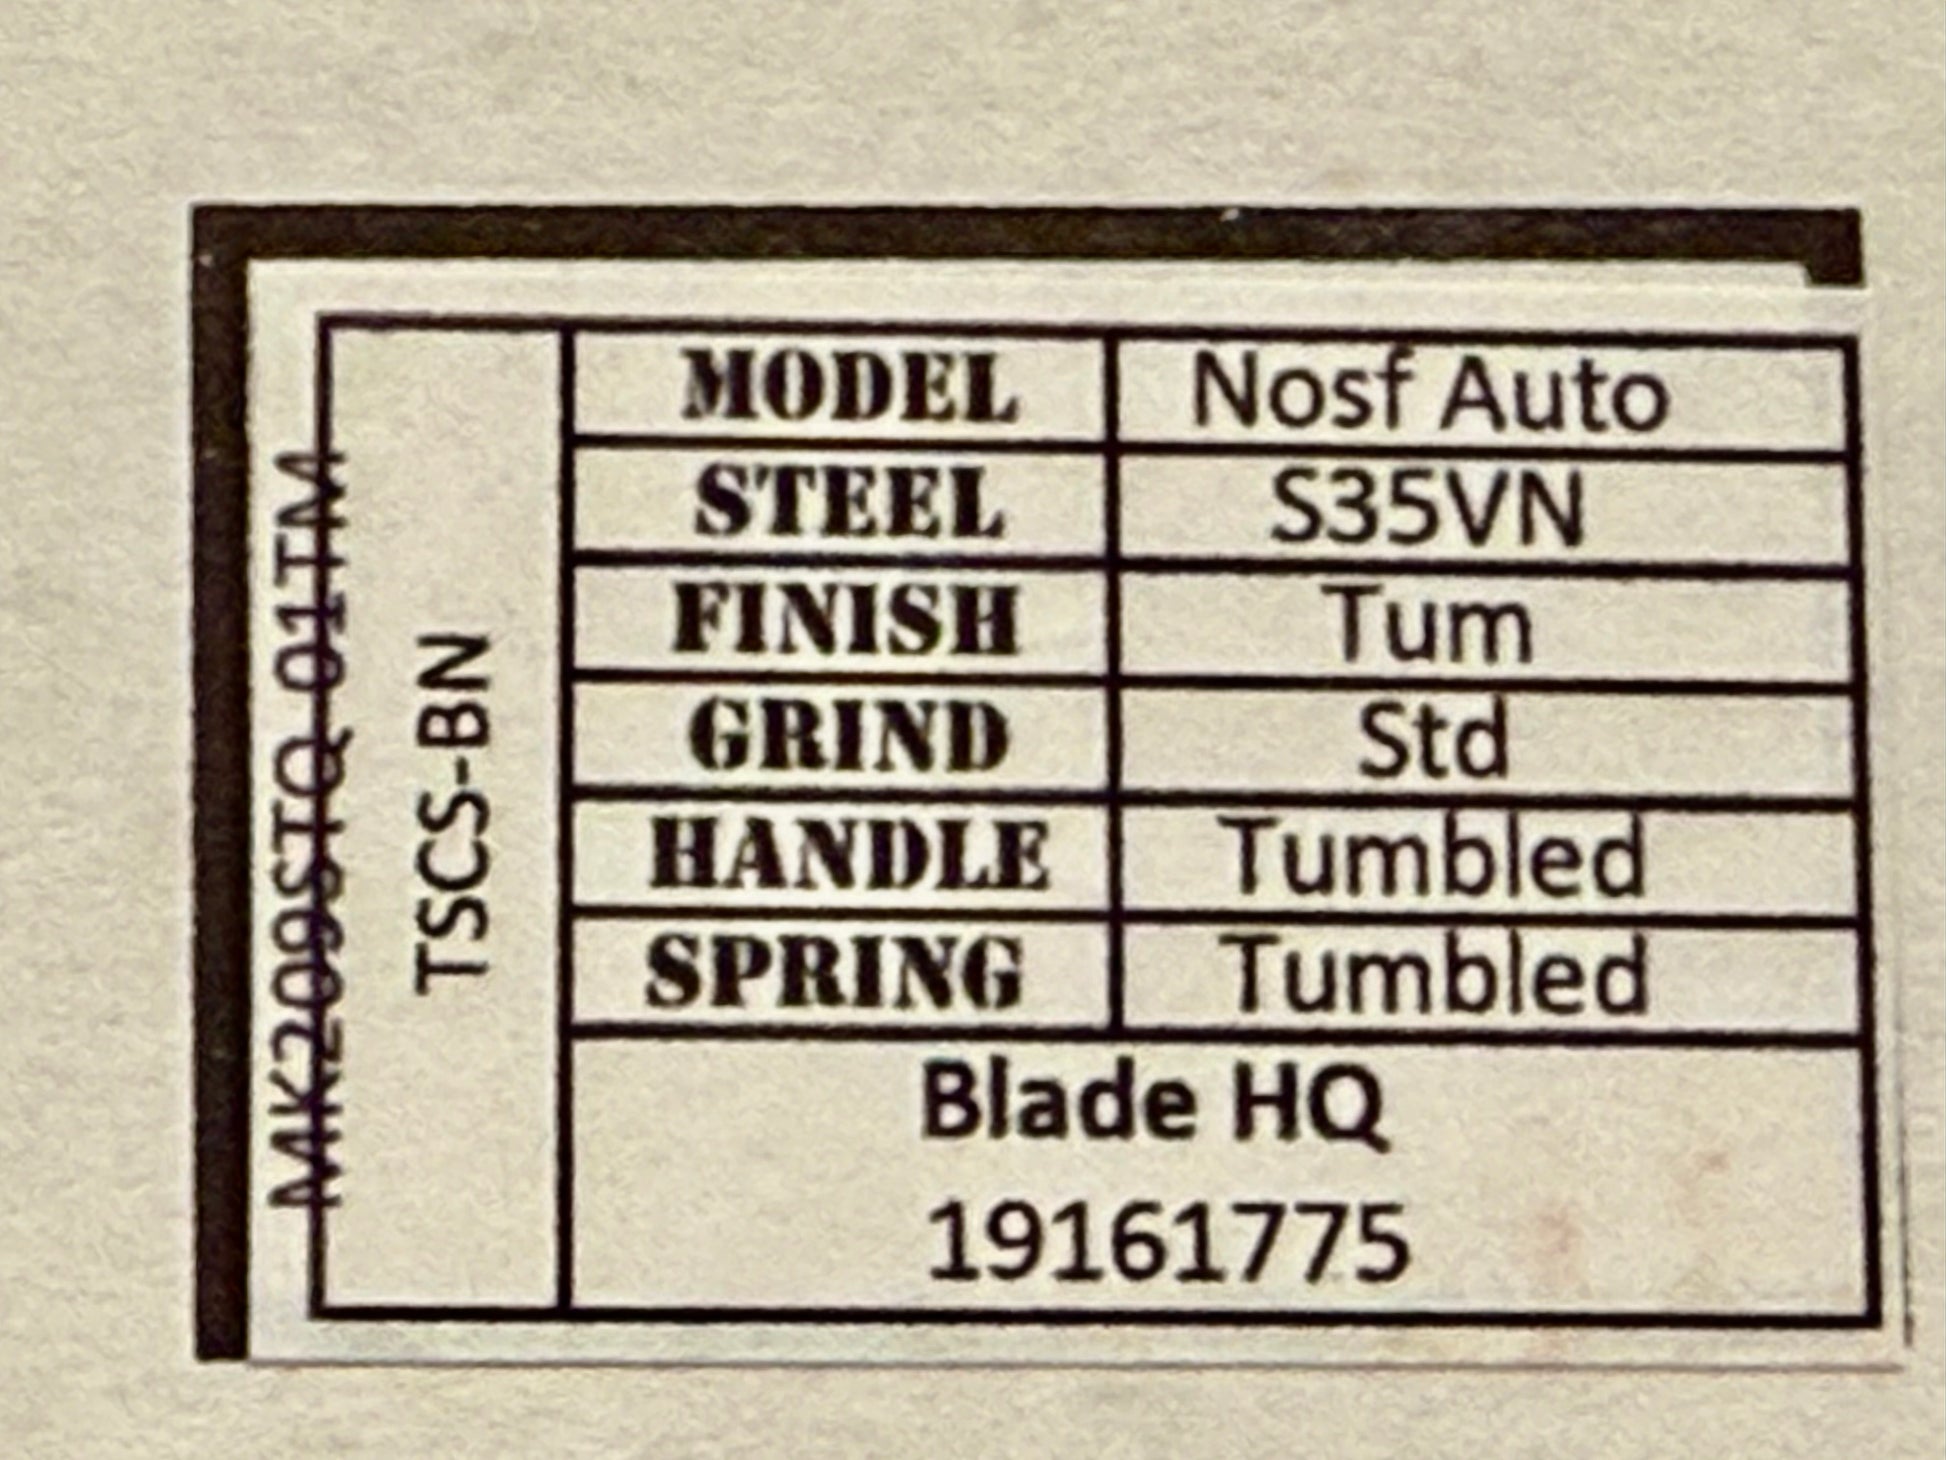 MK209STQ 01TM
TSCS-BN
MODEL Nosf Auto
STEEL S35VN
FINISH Tum
GRIND Std
HANDLE Tumbled
SPRING Tumbled
Blade HQ
19161775